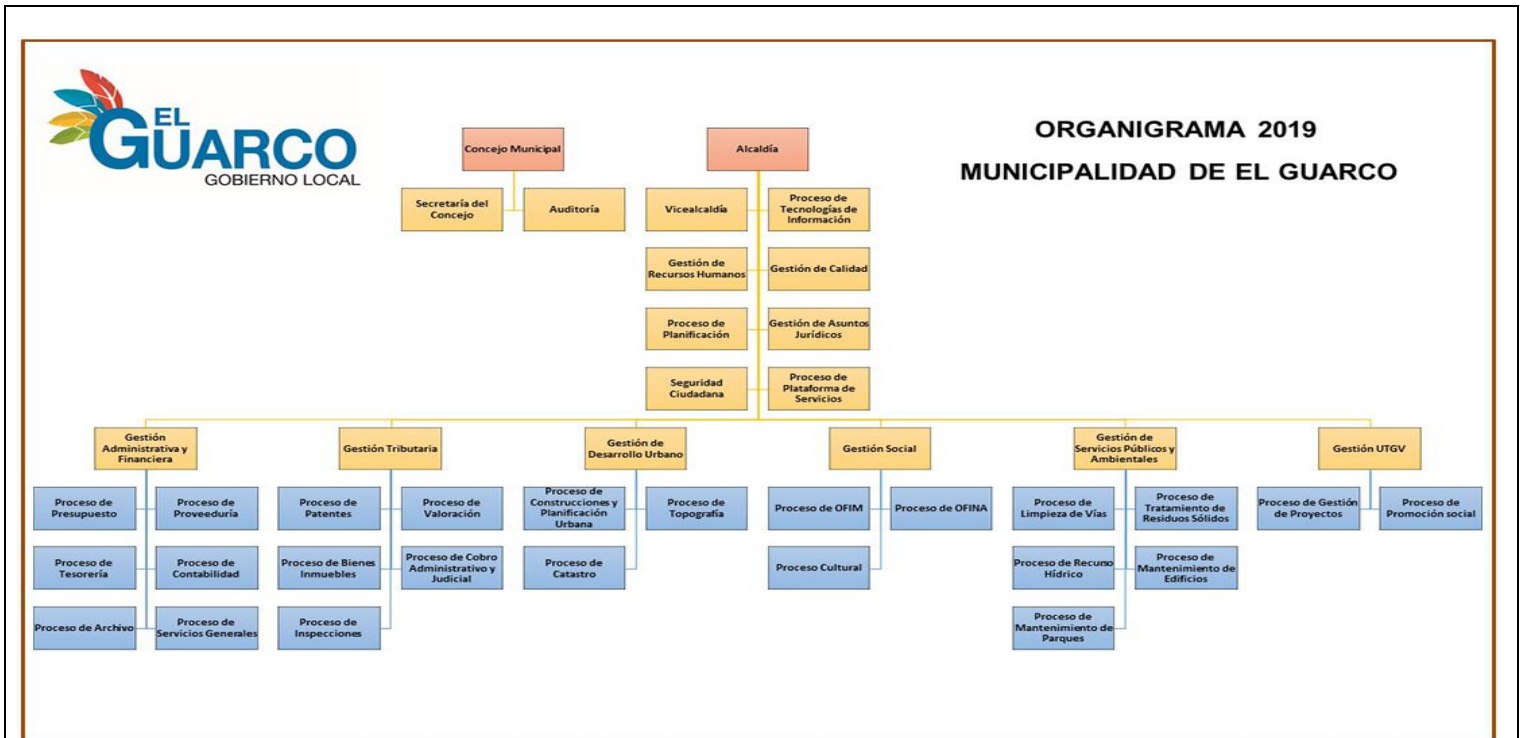 EL
GUARCO
GOBIERNO LOCAL
ORGANIGRAMA 2019
MUNICIPALIDAD DE EL GUARCO
Concejo Municipal
Alcaldía
Secretaría del
Concejo
Auditoría
Vicealcaldía
Proceso de
Tecnologías de
Información
Gestión de
Recursos Humanos
Gestión de Calidad
Proceso de
Planificación
Gestión de Asuntos
Jurídicos
Seguridad
Ciudadana
Proceso de
Plataforma de
Servicios
Gestión
Administrativa y
Financiera
Gestión Tributaria
Gestión de
Desarrollo Urbano
Gestión Social
Gestión de
Servicios Públicos y
Ambientales
Gestión UTGV
Proceso de
Presupuesto
Proceso de
Proveeduría
Proceso de
Patentes
Proceso de
Valoración
Proceso de
Construcciones y
Planificación
Urbana
Proceso de
Topografía
Proceso de OFIM
Proceso de OFINA
Proceso de
Limpieza de Vías
Proceso de
Tratamiento de
Residuos Sólidos
Proceso de Gestión
de Proyectos
Proceso de
Promoción social
Proceso de
Tesorería
Proceso de
Contabilidad
Proceso de Bienes
Inmuebles
Proceso de Cobro
Administrativo y
Judicial
Proceso de
Catastro
Proceso Cultural
Proceso de Recurso
Hídrico
Proceso de
Mantenimiento de
Edificios
Proceso de Archivo
Proceso de
Servicios Generales
Proceso de
Inspecciones
Proceso de
Mantenimiento de
Parques